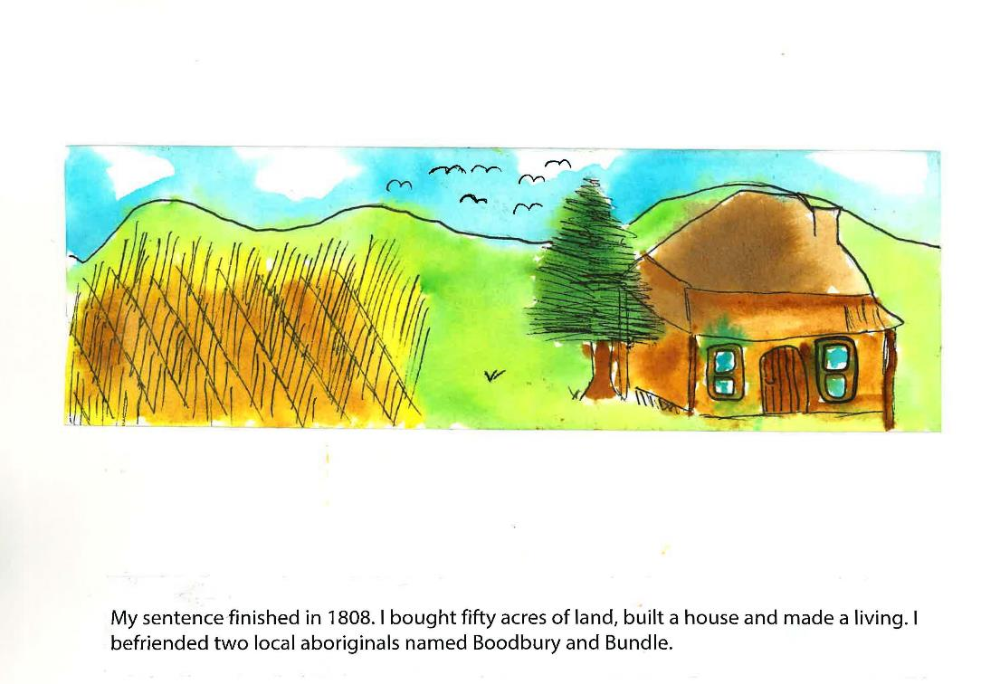 My sentence finished in 1808. I bought fifty acres of land, built a house and made a living. I
befriended two local aboriginals named Boodbury and Bundle.